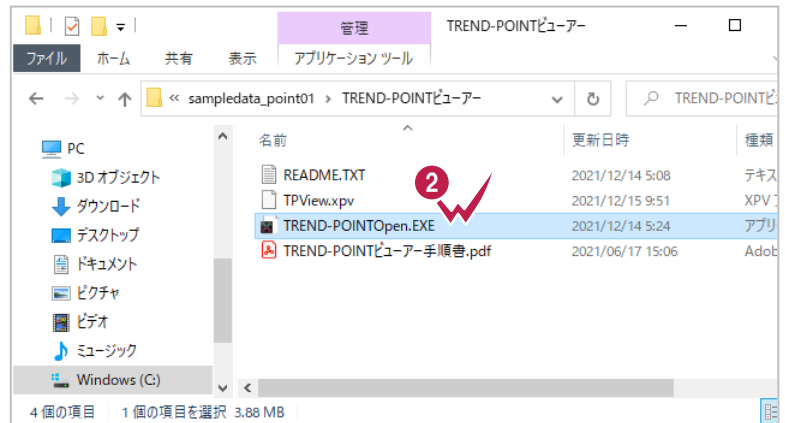 管理 TREND-POINTビューアー
ファイル ホーム 共有 表示 アプリケーション ツール
« sampledata_point01 › TREND-POINTビューアー TREND-POINTビ
名前 更新日時 種類
PC
3D オブジェクト
ダウンロード
デスクトップ
ドキュメント
ピクチャ
ビデオ
ミュージック
Windows (C:)
README.TXT 2021/12/14 5:08 テキス
TPView.xpv 2021/12/15 9:51 XPV
2
TREND-POINTOpen.EXE 2021/12/14 5:24 アプリ
TREND-POINTビューアー手順書.pdf 2021/06/17 15:06 Adob
4 個の項目 1 個の項目を選択 3.88 MB